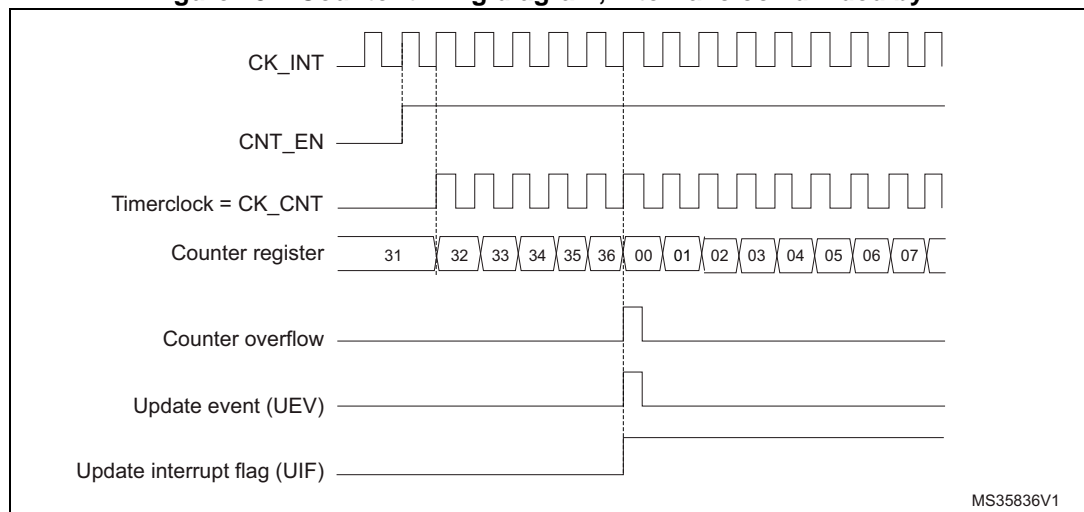 CK_INT
CNT_EN
Timerclock = CK_CNT
Counter register 31 32 33 34 35 36 00 01 02 03 04 05 06 07
Counter overflow
Update event (UEV)
Update interrupt flag (UIF)
MS35836V1